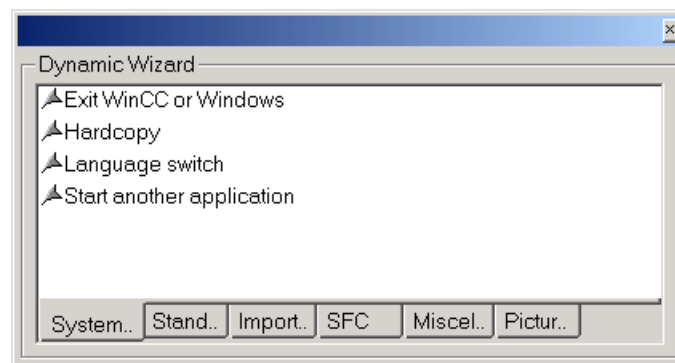 Dynamic Wizard
Exit WinCC or Windows
Hardcopy
Language switch
Start another application
System.. Stand.. Import.. SFC Miscel.. Pictur..